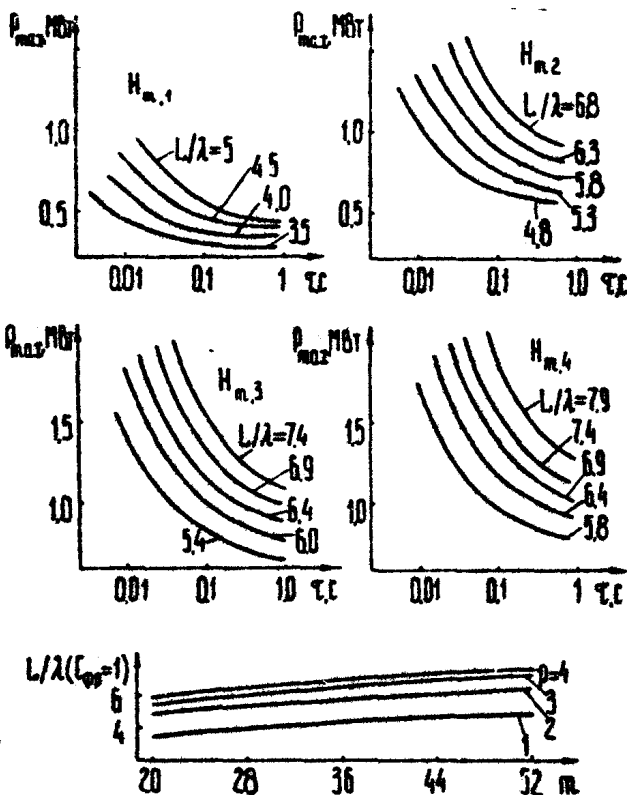 P_max, МВт
H_m,1
L/λ=5
4.5
4.0
3.5
1,0
0,5
0,01 0,1 1 τ,с
P_max, МВт
H_m2
L/λ=6,8
6.3
5.8
5.3
4,8
1,0
0,5
0,01 0,1 1,0 τ,с
P_max, МВт
H_m,3
L/λ=7.4
6.9
6.4
6.0
5.4
1,5
1,0
0,01 0,1 1,0 τ,с
P_max, МВт
H_m,4
L/λ=7.9
7.4
6.9
6.4
5.8
1,5
1,0
0,01 0,1 1 τ,с
p=4
3
2
1
6
4
20 28 36 44 52 m